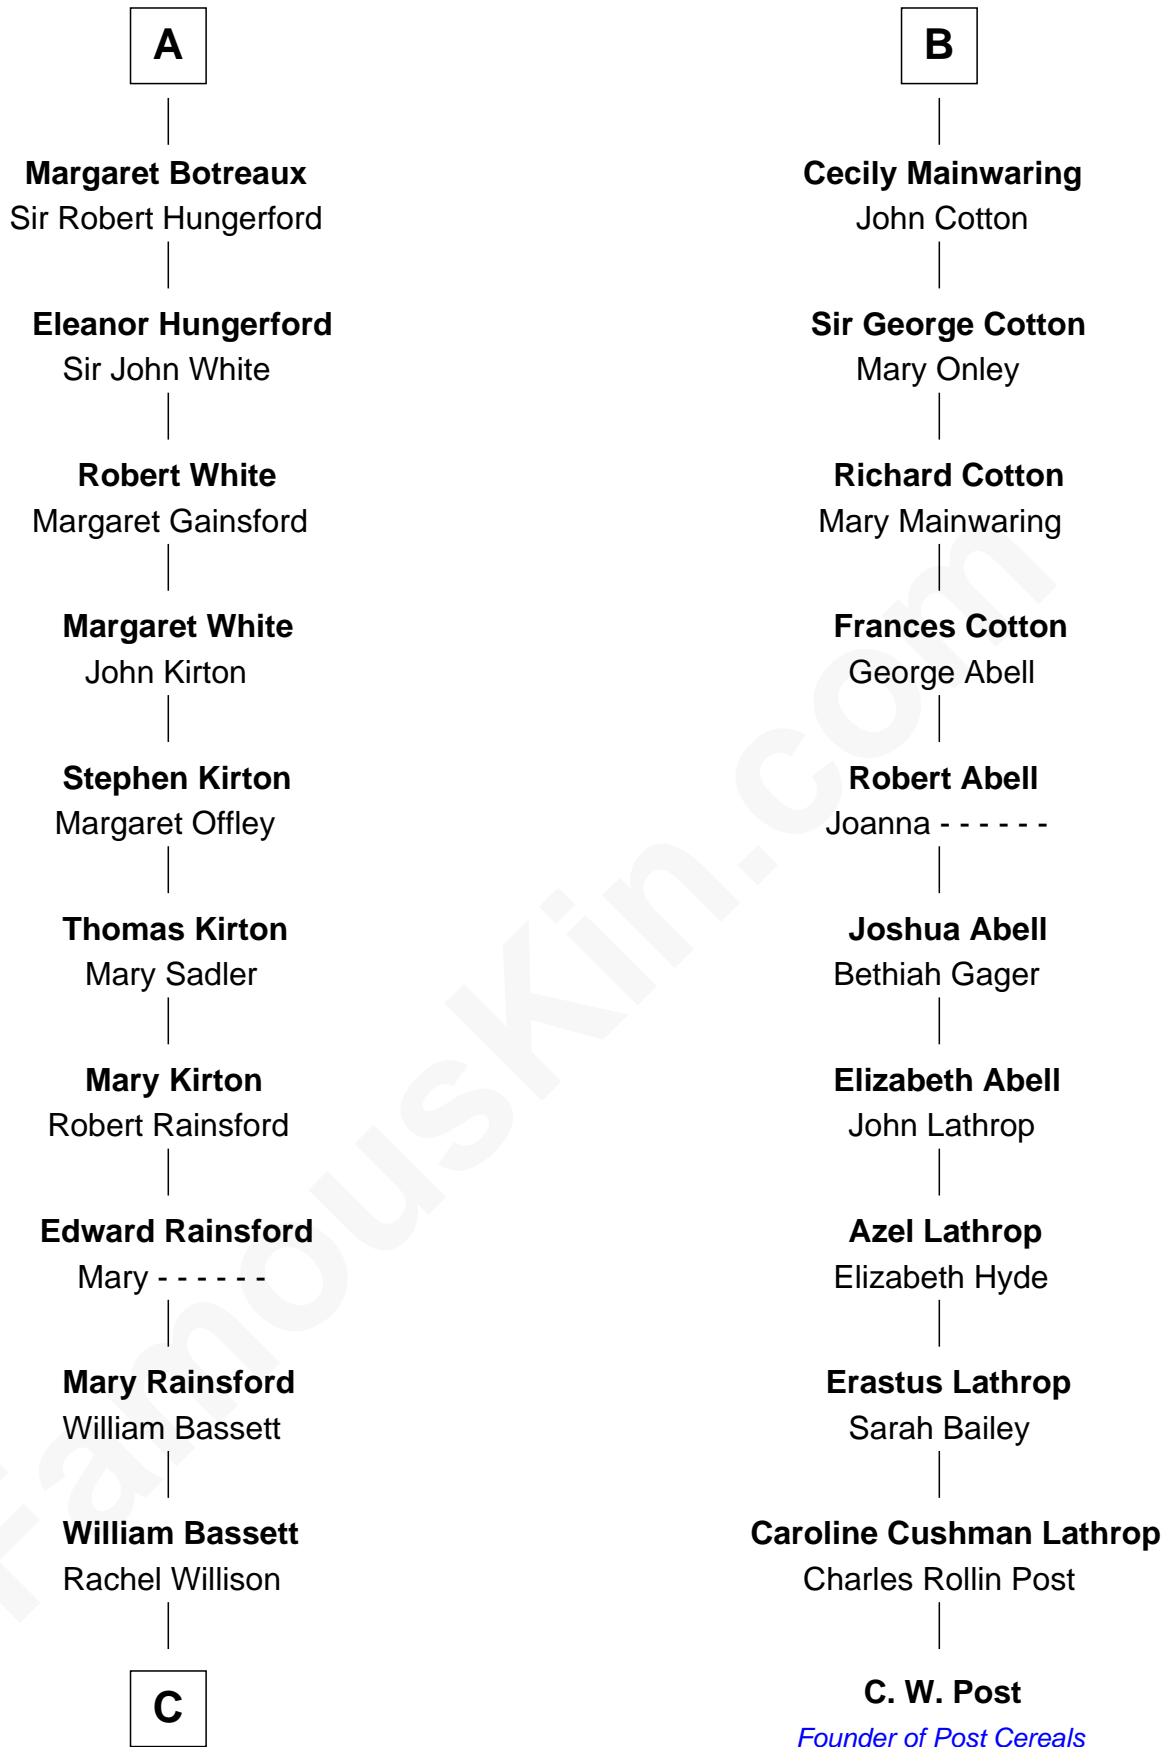 A
Margaret Botreaux
Sir Robert Hungerford
Eleanor Hungerford
Sir John White
Robert White
Margaret Gainsford
Margaret White
John Kirton
Stephen Kirton
Margaret Offley
Thomas Kirton
Mary Sadler
Mary Kirton
Robert Rainsford
Edward Rainsford
Mary - - - - - -
Mary Rainsford
William Bassett
William Bassett
Rachel Willison
C
B
Cecily Mainwaring
John Cotton
Sir George Cotton
Mary Onley
Richard Cotton
Mary Mainwaring
Frances Cotton
George Abell
Robert Abell
Joanna - - - - - -
Joshua Abell
Bethiah Gager
Elizabeth Abell
John Lathrop
Azel Lathrop
Elizabeth Hyde
Erastus Lathrop
Sarah Bailey
Caroline Cushman Lathrop
Charles Rollin Post
C. W. Post
Founder of Post Cereals
FamousKin.com